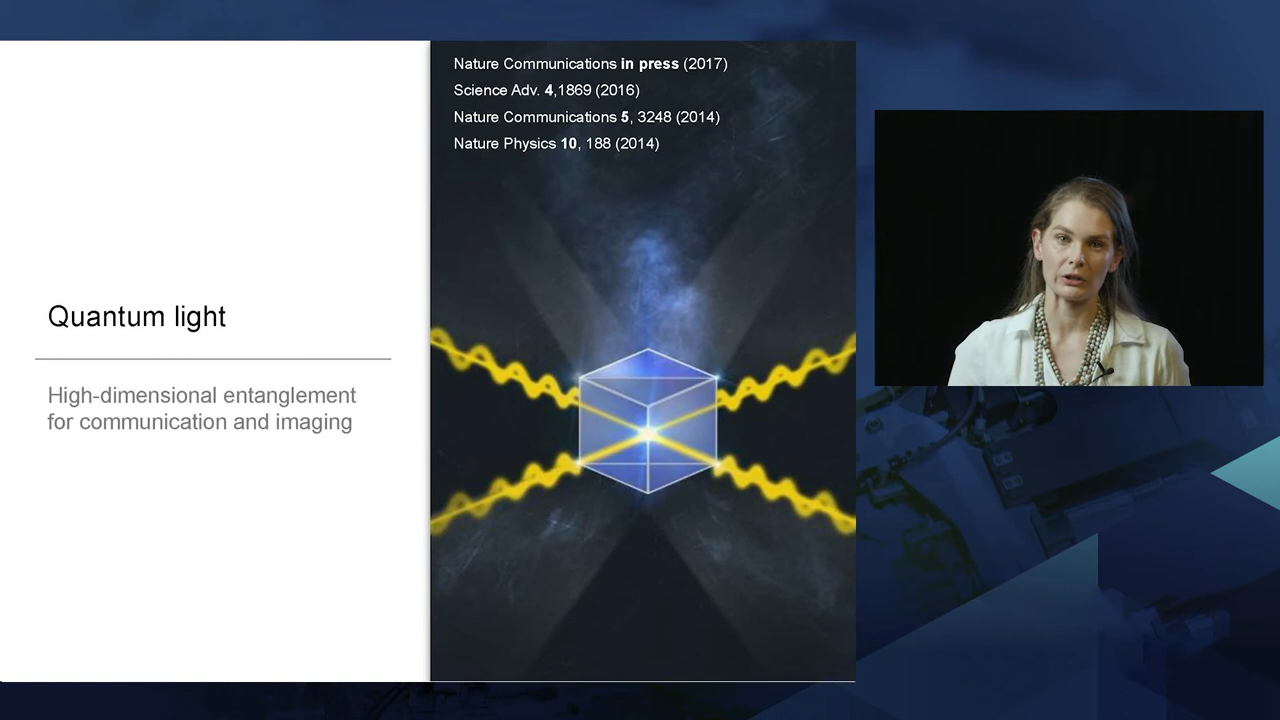 Nature Communications in press (2017)
Science Adv. 4,1869 (2016)
Nature Communications 5, 3248 (2014)
Nature Physics 10, 188 (2014)
Quantum light
High-dimensional entanglement
for communication and imaging